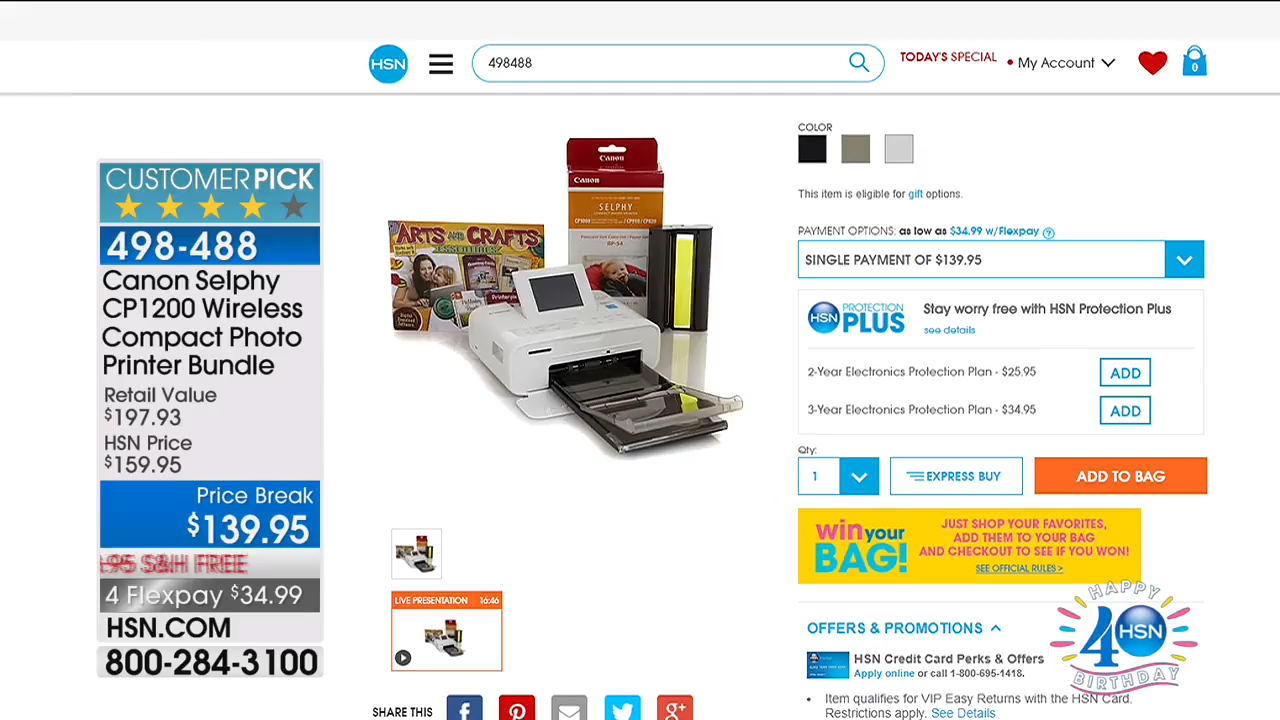 HSN
498488
TODAY'S SPECIAL
• My Account
0
CUSTOMER PICK
498-488
Canon Selphy
CP1200 Wireless
Compact Photo
Printer Bundle
Retail Value
$197.93
HSN Price
$159.95
Price Break
$139.95
.95 S&H FREE
4 Flexpay $34.99
HSN.COM
800-284-3100
Canon
Canon
SELPHY
ARTS AND CRAFTS
ESSENTIALS
LIVE PRESENTATION 16:46
SHARE THIS
COLOR
This item is eligible for gift options.
PAYMENT OPTIONS: as low as $34.99 w/Flexpay ?
SINGLE PAYMENT OF $139.95
HSN PROTECTION PLUS
Stay worry free with HSN Protection Plus
see details
2-Year Electronics Protection Plan - $25.95 ADD
3-Year Electronics Protection Plan - $34.95 ADD
Qty:
1
EXPRESS BUY
ADD TO BAG
win your
BAG!
JUST SHOP YOUR FAVORITES,
ADD THEM TO YOUR BAG
AND CHECKOUT TO SEE IF YOU WON!
SEE OFFICIAL RULES >
OFFERS & PROMOTIONS
HSN Credit Card Perks & Offers
Apply online or call 1-800-695-1418.
• Item qualifies for VIP Easy Returns with the HSN Card.
Restrictions apply. See Details
HAPPY
40 HSN
BIRTHDAY